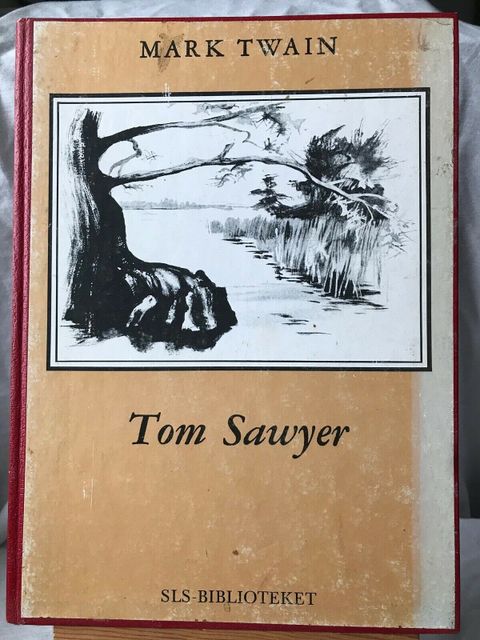 MARK TWAIN
Tom Sawyer
SLS-BIBLIOTEKET